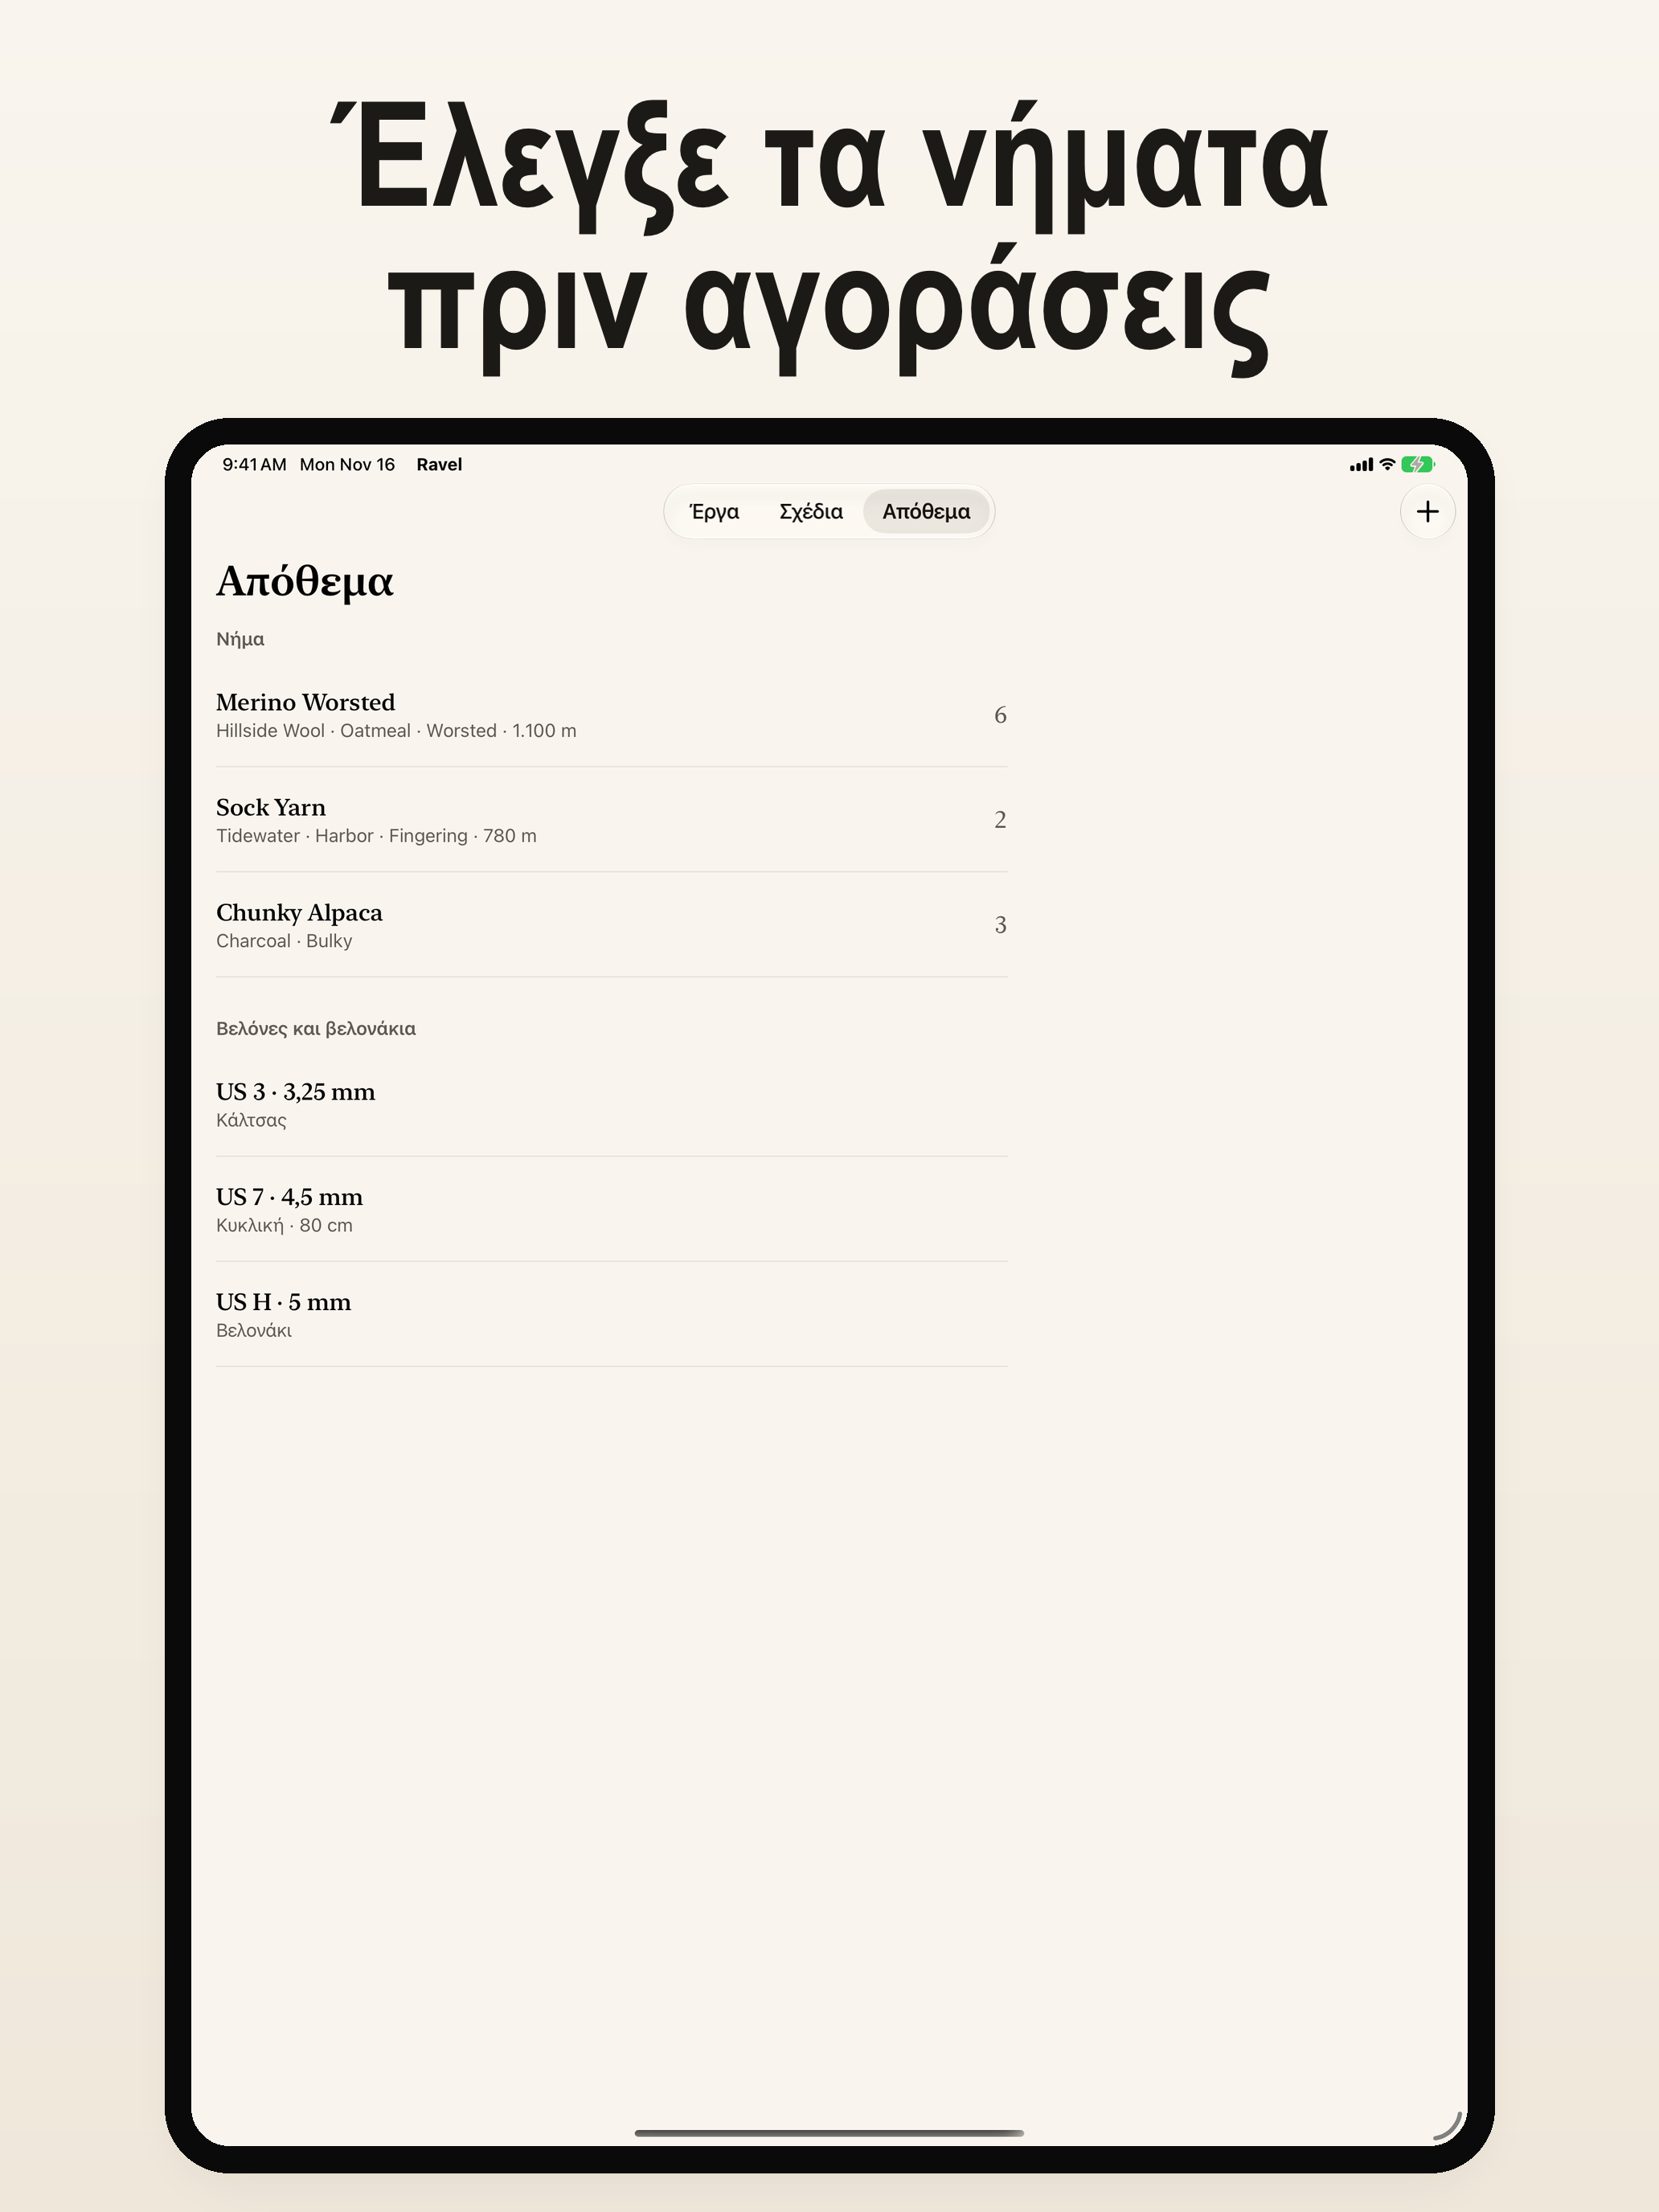 Έλεγξε τα νήματα
πριν αγοράσεις
9:41 AM Mon Nov 16 Ravel
Έργα Σχέδια Απόθεμα
Απόθεμα
Νήμα
Merino Worsted
Hillside Wool · Oatmeal · Worsted · 1.100 m
6
Sock Yarn
Tidewater · Harbor · Fingering · 780 m
2
Chunky Alpaca
Charcoal · Bulky
3
Βελόνες και βελονάκια
US 3 · 3,25 mm
Κάλτσας
US 7 · 4,5 mm
Κυκλική · 80 cm
US H · 5 mm
Βελονάκι